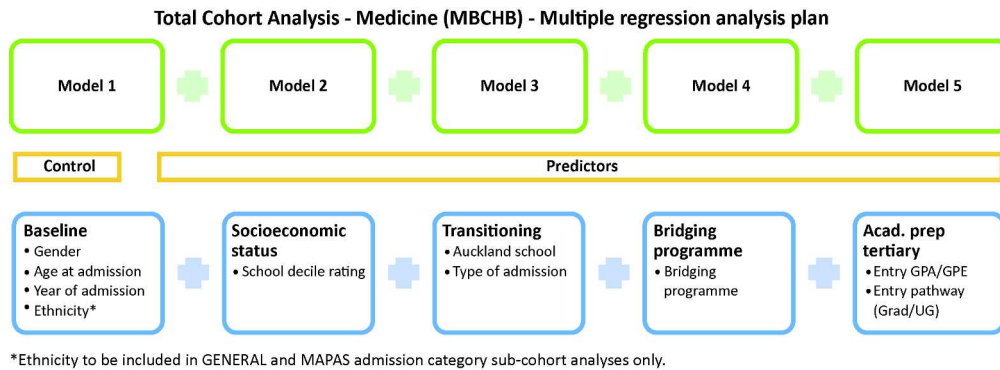 Total Cohort Analysis - Medicine (MBCHB) - Multiple regression analysis plan
Model 1
Model 2
Model 3
Model 4
Model 5
Control
Predictors
Baseline
• Gender
• Age at admission
• Year of admission
• Ethnicity*
Socioeconomic
status
• School decile rating
Transitioning
• Auckland school
• Type of admission
Bridging
programme
• Bridging
programme
Acad. prep
tertiary
• Entry GPA/GPE
• Entry pathway
(Grad/UG)
*Ethnicity to be included in GENERAL and MAPAS admission category sub-cohort analyses only.